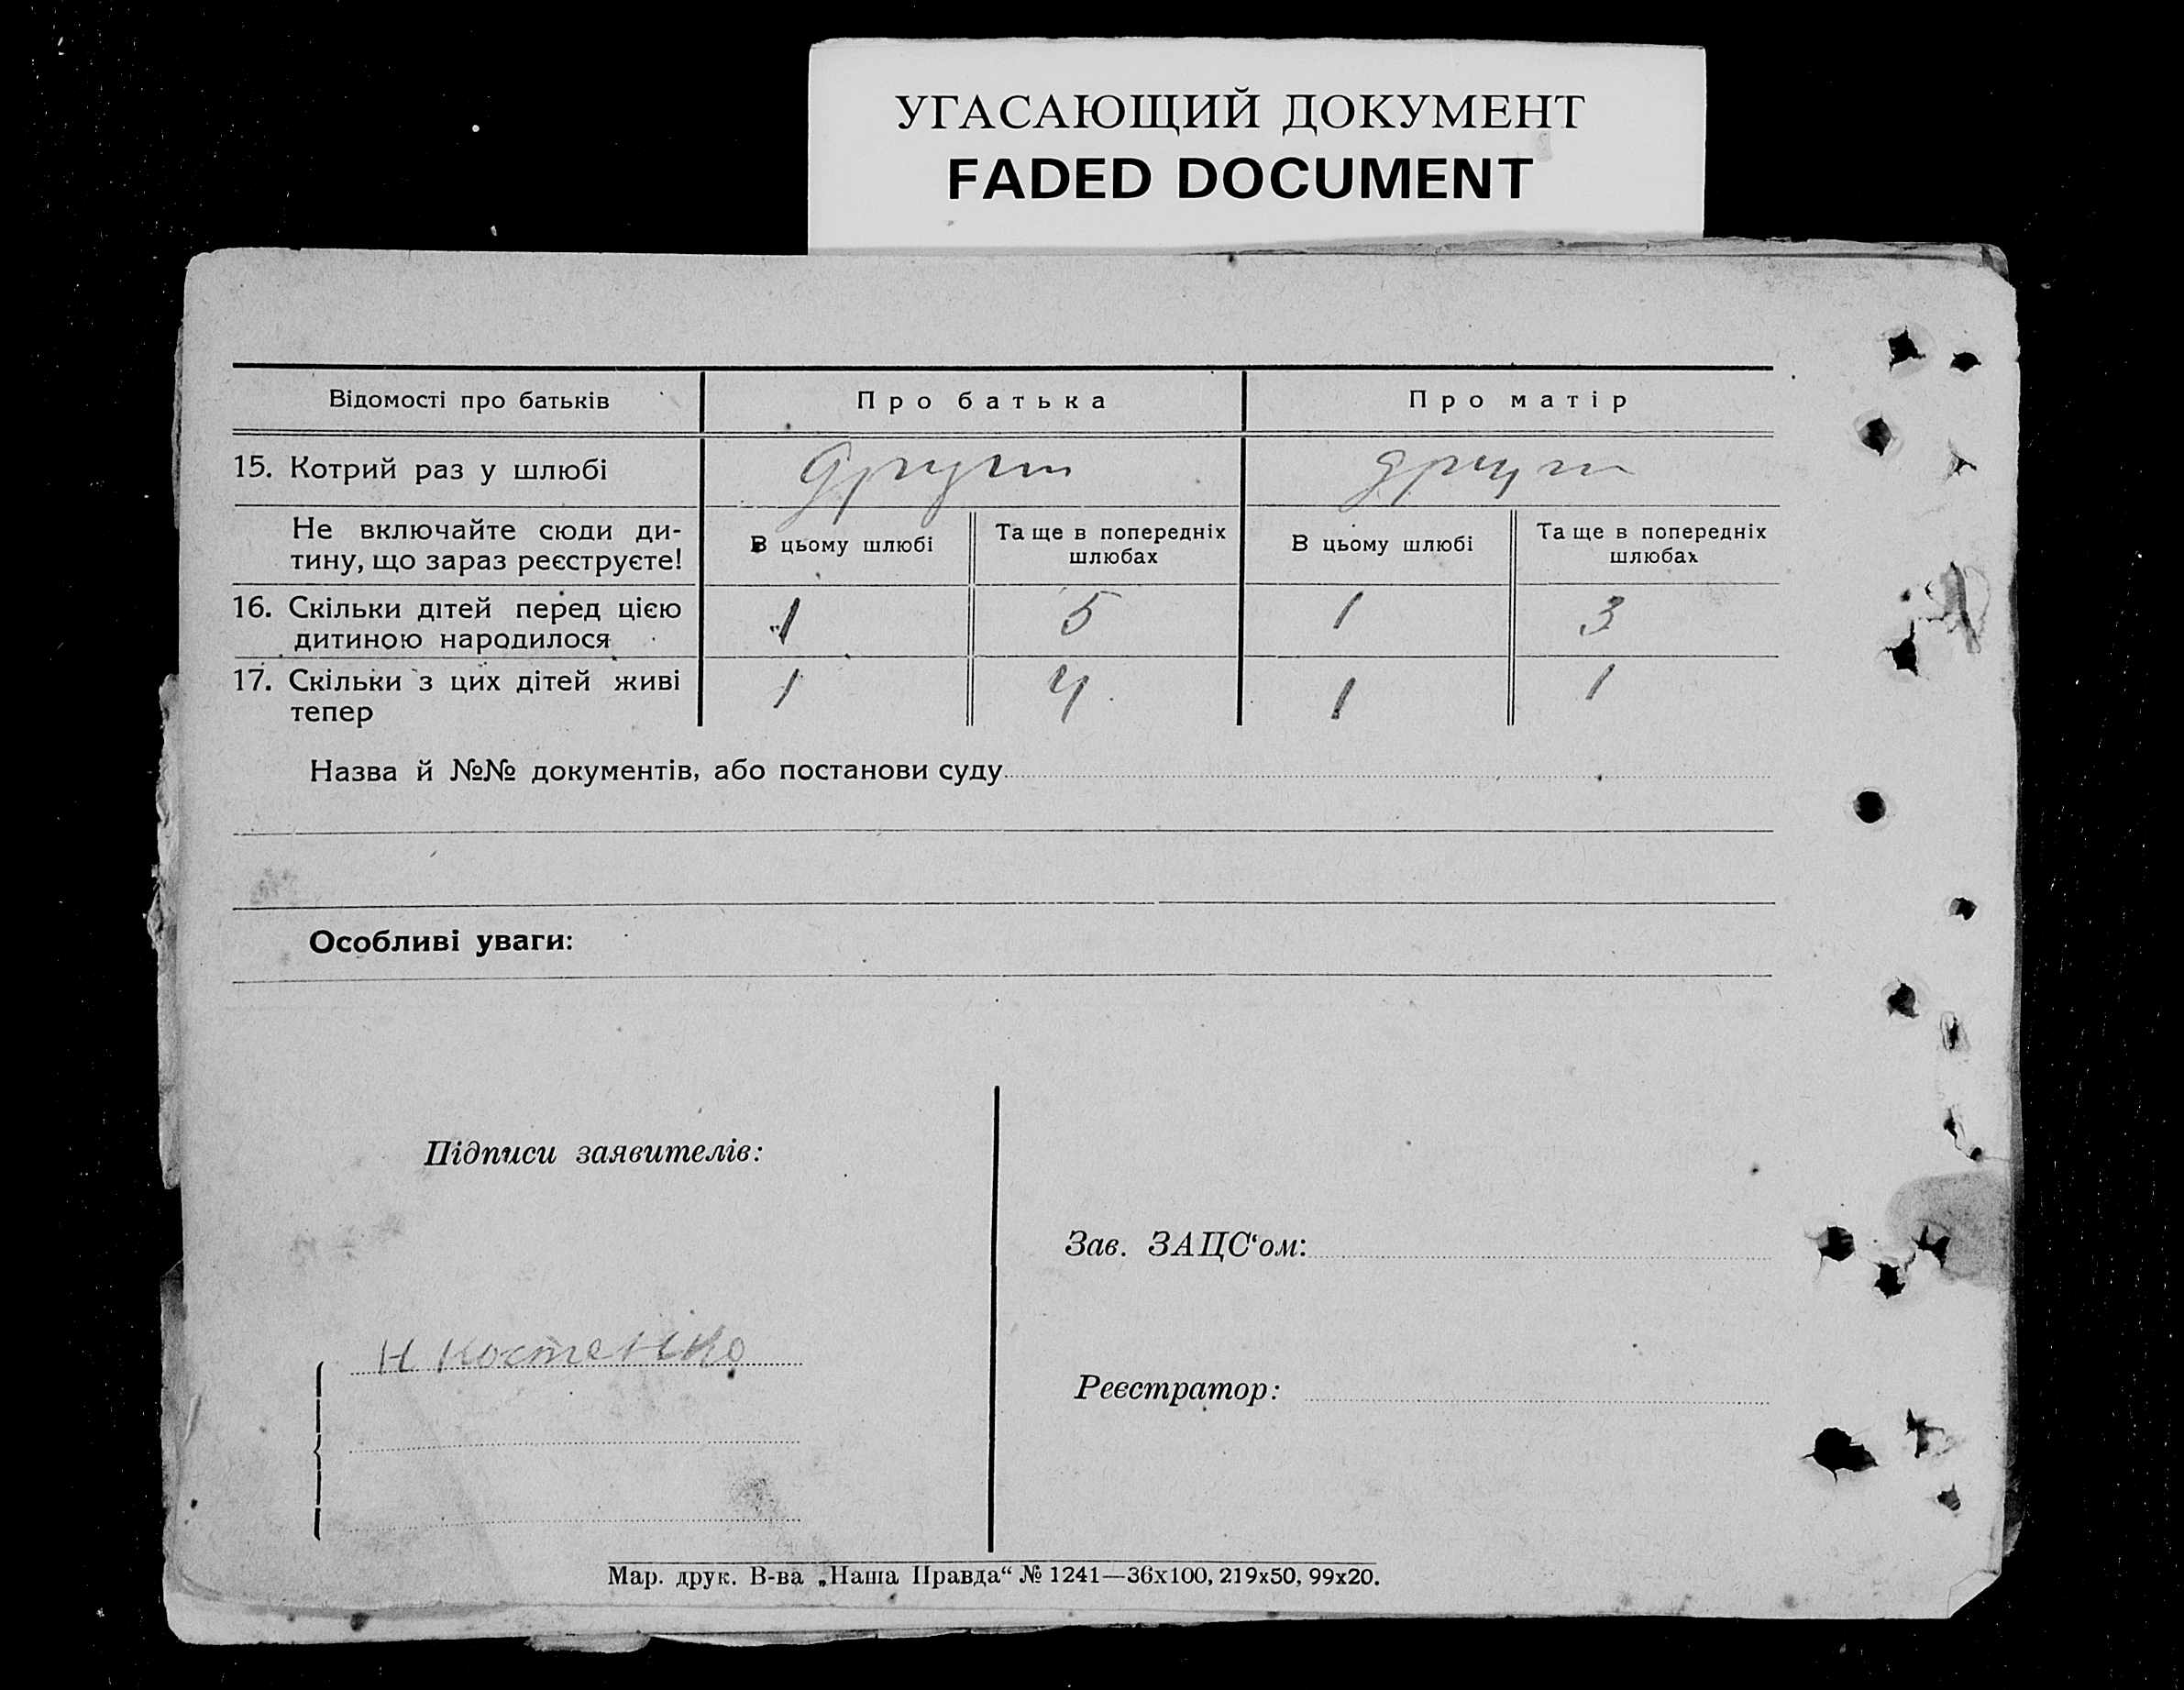 УГАСАЮЩИЙ ДОКУМЕНТ
FADED DOCUMENT
Відомості про батьків Про батька Про матір
15. Котрий раз у шлюбі другий другий
Не включайте сюди ди-
тину, що зараз реєструєте!
В цьому шлюбі Та ще в попередніх шлюбах В цьому шлюбі Та ще в попередніх шлюбах
16. Скільки дітей перед цією
дитиною народилося 1 5 1 3
17. Скільки з цих дітей живі
тепер 1 4 1 1
Назва й №№ документів, або постанови суду
Особливі уваги:
Підписи заявителів:
Зав. ЗАЦС‘ом:
Н Костенко
Реєстратор:
Мар. друк. В-ва „Наша Правда“ № 1241—36х100, 219х50, 99х20.